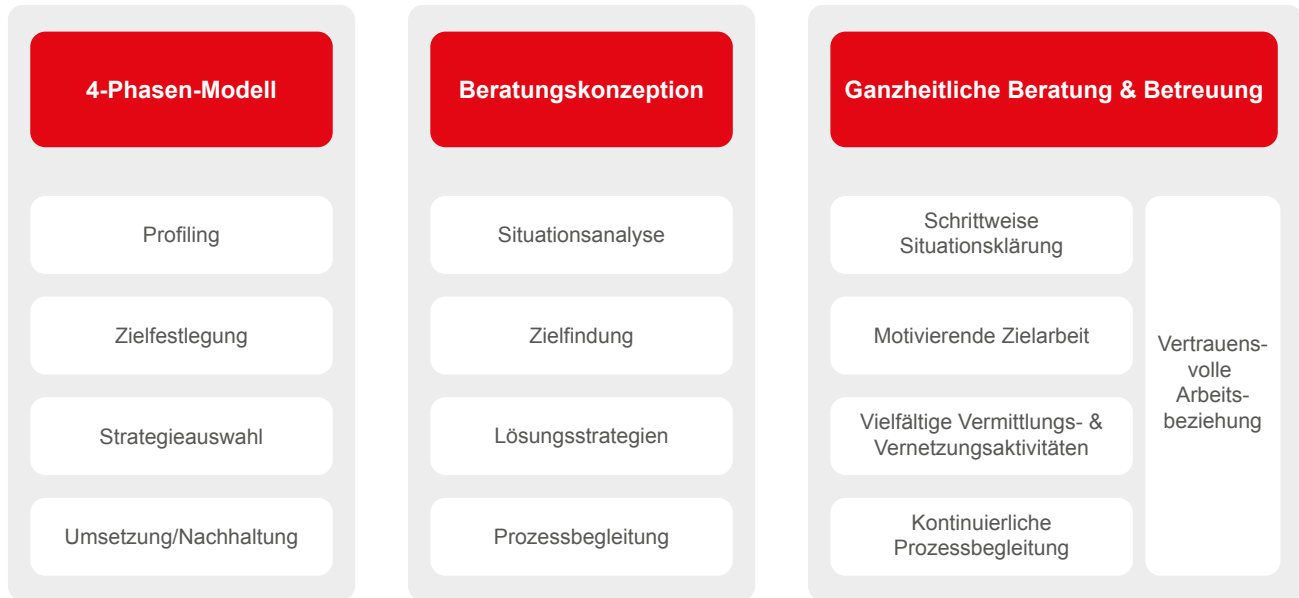 4-Phasen-Modell
Profiling
Zielfestlegung
Strategieauswahl
Umsetzung/Nachhaltung
Beratungskonzeption
Situationsanalyse
Zielfindung
Lösungsstrategien
Prozessbegleitung
Ganzheitliche Beratung & Betreuung
Schrittweise
Situationsklärung
Motivierende Zielarbeit
Vielfältige Vermittlungs- &
Vernetzungsaktivitäten
Kontinuierliche
Prozessbegleitung
Vertrauens-
volle
Arbeits-
beziehung